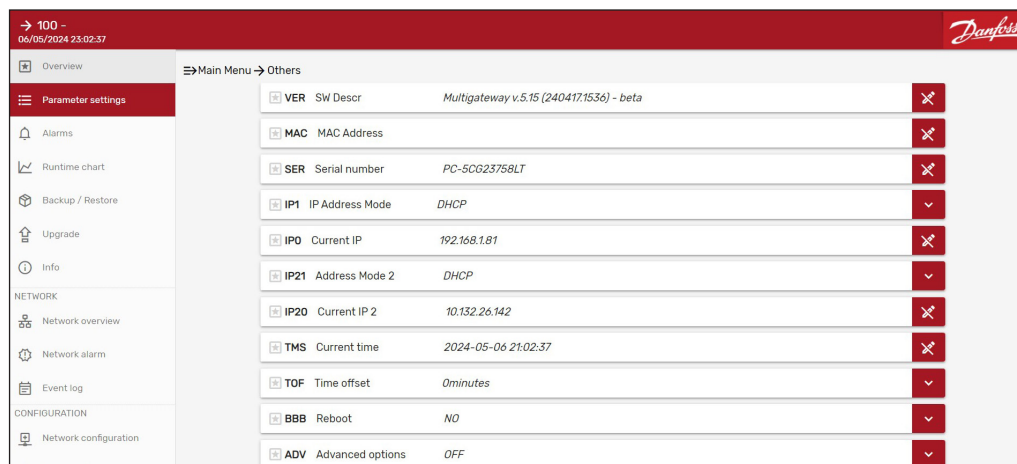 → 100 -
06/05/2024 23:02:37
Danfoss
Overview
Parameter settings
Alarms
Runtime chart
Backup / Restore
Upgrade
Info
NETWORK
Network overview
Network alarm
Event log
CONFIGURATION
Network configuration
Main Menu → Others
VER SW Descr Multigateway v.5.15 (240417.1536) - beta
MAC MAC Address
SER Serial number PC-5CG23758LT
IP1 IP Address Mode DHCP
IP0 Current IP 192.168.1.81
IP21 Address Mode 2 DHCP
IP20 Current IP 2 10.132.26.142
TMS Current time 2024-05-06 21:02:37
TOF Time offset 0minutes
BBB Reboot NO
ADV Advanced options OFF